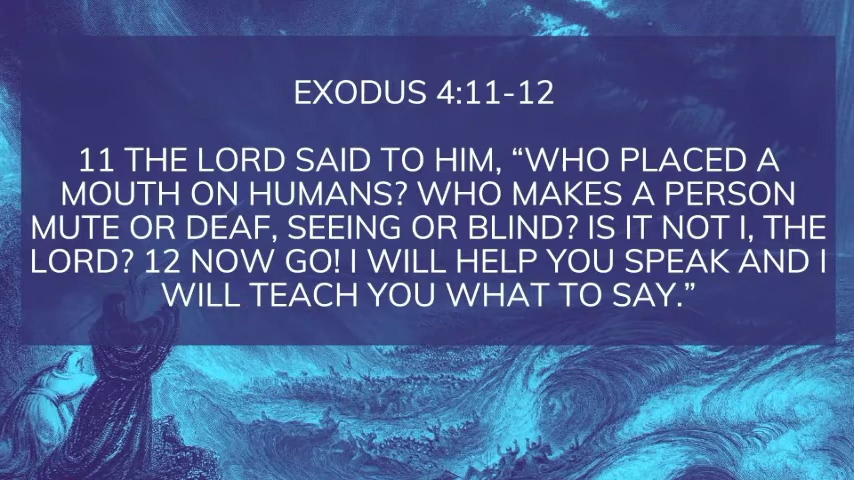 EXODUS 4:11-12
11 THE LORD SAID TO HIM, “WHO PLACED A
MOUTH ON HUMANS? WHO MAKES A PERSON
MUTE OR DEAF, SEEING OR BLIND? IS IT NOT I, THE
LORD? 12 NOW GO! I WILL HELP YOU SPEAK AND I
WILL TEACH YOU WHAT TO SAY.”